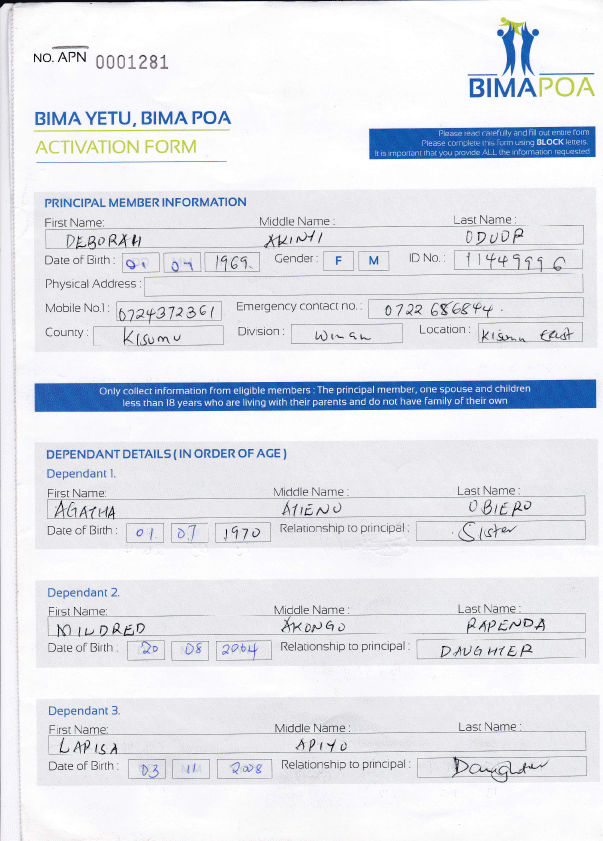 NO. APN 0001281
BIMAPOA
BIMA YETU, BIMA POA
ACTIVATION FORM
Please read carefully and fill out entire form
Please complete this form using BLOCK letters.
It is important that you provide ALL the information requested
PRINCIPAL MEMBER INFORMATION
First Name: Middle Name : Last Name :
DEBORAH AKINYI ODUOR
Date of Birth : 01 07 1969. Gender : F M ID No. : 11449996
Physical Address :
Mobile No.1 : 0724372361 Emergency contact no. : 0722 686844.
County : KISUMU Division : Winam Location : Kisumu East
Only collect information from eligible members : The principal member, one spouse and children
less than 18 years who are living with their parents and do not have family of their own
DEPENDANT DETAILS ( IN ORDER OF AGE )
Dependant 1.
First Name: Middle Name : Last Name :
AGATHA ATIENO OBIERO
Date of Birth : 01. 07 1970 Relationship to principal : Sister
Dependant 2.
First Name: Middle Name : Last Name :
MILDRED AKONGO RAPENDA
Date of Birth : 20 08 2004 Relationship to principal : DAUGHTER
Dependant 3.
First Name: Middle Name : Last Name :
LAPISA APIYO
Date of Birth : 03 11 2008 Relationship to principal : Daughter